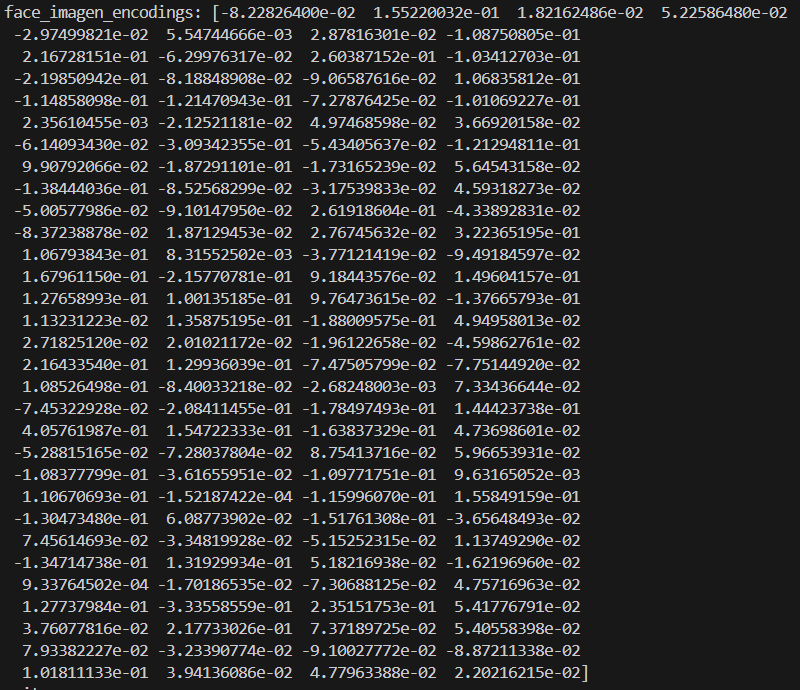 face_imagen_encodings: [-8.22826400e-02 1.55220032e-01 1.82162486e-01 5.22586480e-02
-2.97499821e-02 5.54744666e-03 2.87816301e-02 -1.08750805e-01
2.16728151e-01 -6.29976317e-02 2.60387152e-01 -1.03412703e-01
-2.19850942e-01 -8.18848908e-02 -9.06587616e-02 1.06835812e-01
-1.14858098e-01 -1.21470943e-01 -7.27876425e-02 -1.01069227e-01
2.35610455e-03 -2.12521181e-02 4.97468598e-02 3.66920158e-02
-6.14093430e-02 -3.09342355e-01 -5.43405637e-02 -1.21294811e-01
9.90792066e-02 -1.87291101e-01 -1.73165239e-02 5.64543158e-02
-1.38444036e-01 -8.52568299e-02 -3.17539833e-02 4.59318273e-02
-5.00577986e-02 -9.10147950e-02 2.61918604e-01 -4.33892831e-02
-8.37238878e-02 1.87129453e-02 2.76745632e-02 3.22365195e-01
1.06793843e-01 8.31552502e-03 -3.77121419e-02 -9.49184597e-02
1.67961150e-01 -2.15770781e-01 9.18443576e-02 1.49604157e-01
1.27658993e-01 1.00135185e-01 9.76473615e-02 -1.37665793e-01
1.13231223e-02 1.35875195e-01 -1.88009575e-01 4.94958013e-02
2.71825120e-02 2.01021172e-02 -1.96122658e-02 -4.59862761e-02
2.16433540e-01 1.29936039e-01 -7.47505799e-02 -7.75144920e-02
1.08526498e-01 -8.40033218e-02 -2.68248003e-03 7.33436644e-02
-7.45322928e-02 -2.08411455e-01 -1.78497493e-01 1.44423738e-01
4.05761987e-01 1.54722333e-01 -1.63837329e-01 4.73698601e-02
-5.28815165e-02 -7.28037804e-02 8.75413716e-02 5.96653931e-02
-1.08377799e-01 -3.61655951e-02 -1.09771751e-01 9.63165052e-03
1.10670693e-01 -1.52187422e-04 -1.15996070e-01 1.55849159e-01
-1.30473480e-01 6.08773902e-02 -1.51761308e-01 -3.65648493e-02
7.45614693e-02 -3.34819928e-02 -5.15252315e-02 1.13749290e-02
-1.34714738e-01 1.31929934e-01 5.18216938e-02 -1.62196960e-02
9.33764502e-04 -1.70186535e-02 -7.30688125e-02 4.75716963e-02
1.27737984e-01 -3.33558559e-01 2.35151753e-01 5.41776791e-02
3.76077816e-02 2.17733026e-01 7.37189725e-02 5.40558398e-02
7.93382227e-02 -3.23390774e-02 -9.10027772e-02 -8.87211338e-02
1.01811133e-01 3.94136086e-02 4.77963388e-02 2.20216215e-02]